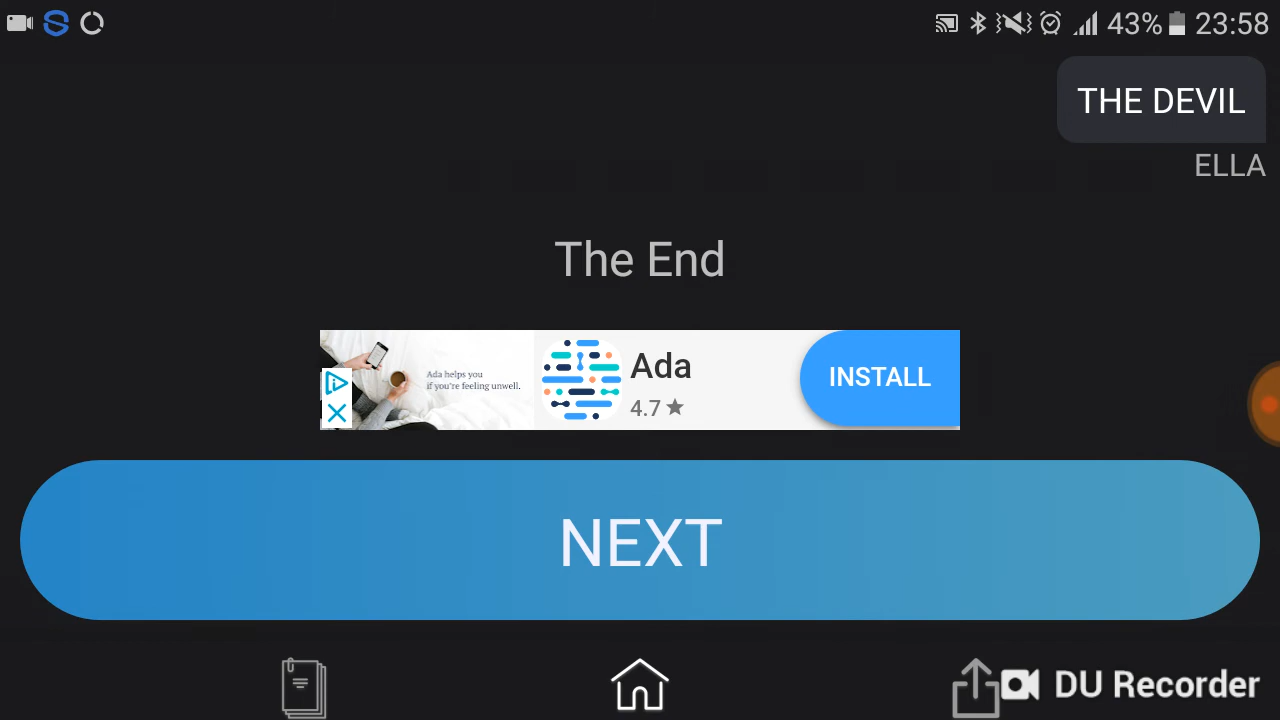 43% 23:58
THE DEVIL
ELLA
The End
Ada helps you
if you're feeling unwell.
Ada
4.7
INSTALL
NEXT
DU Recorder